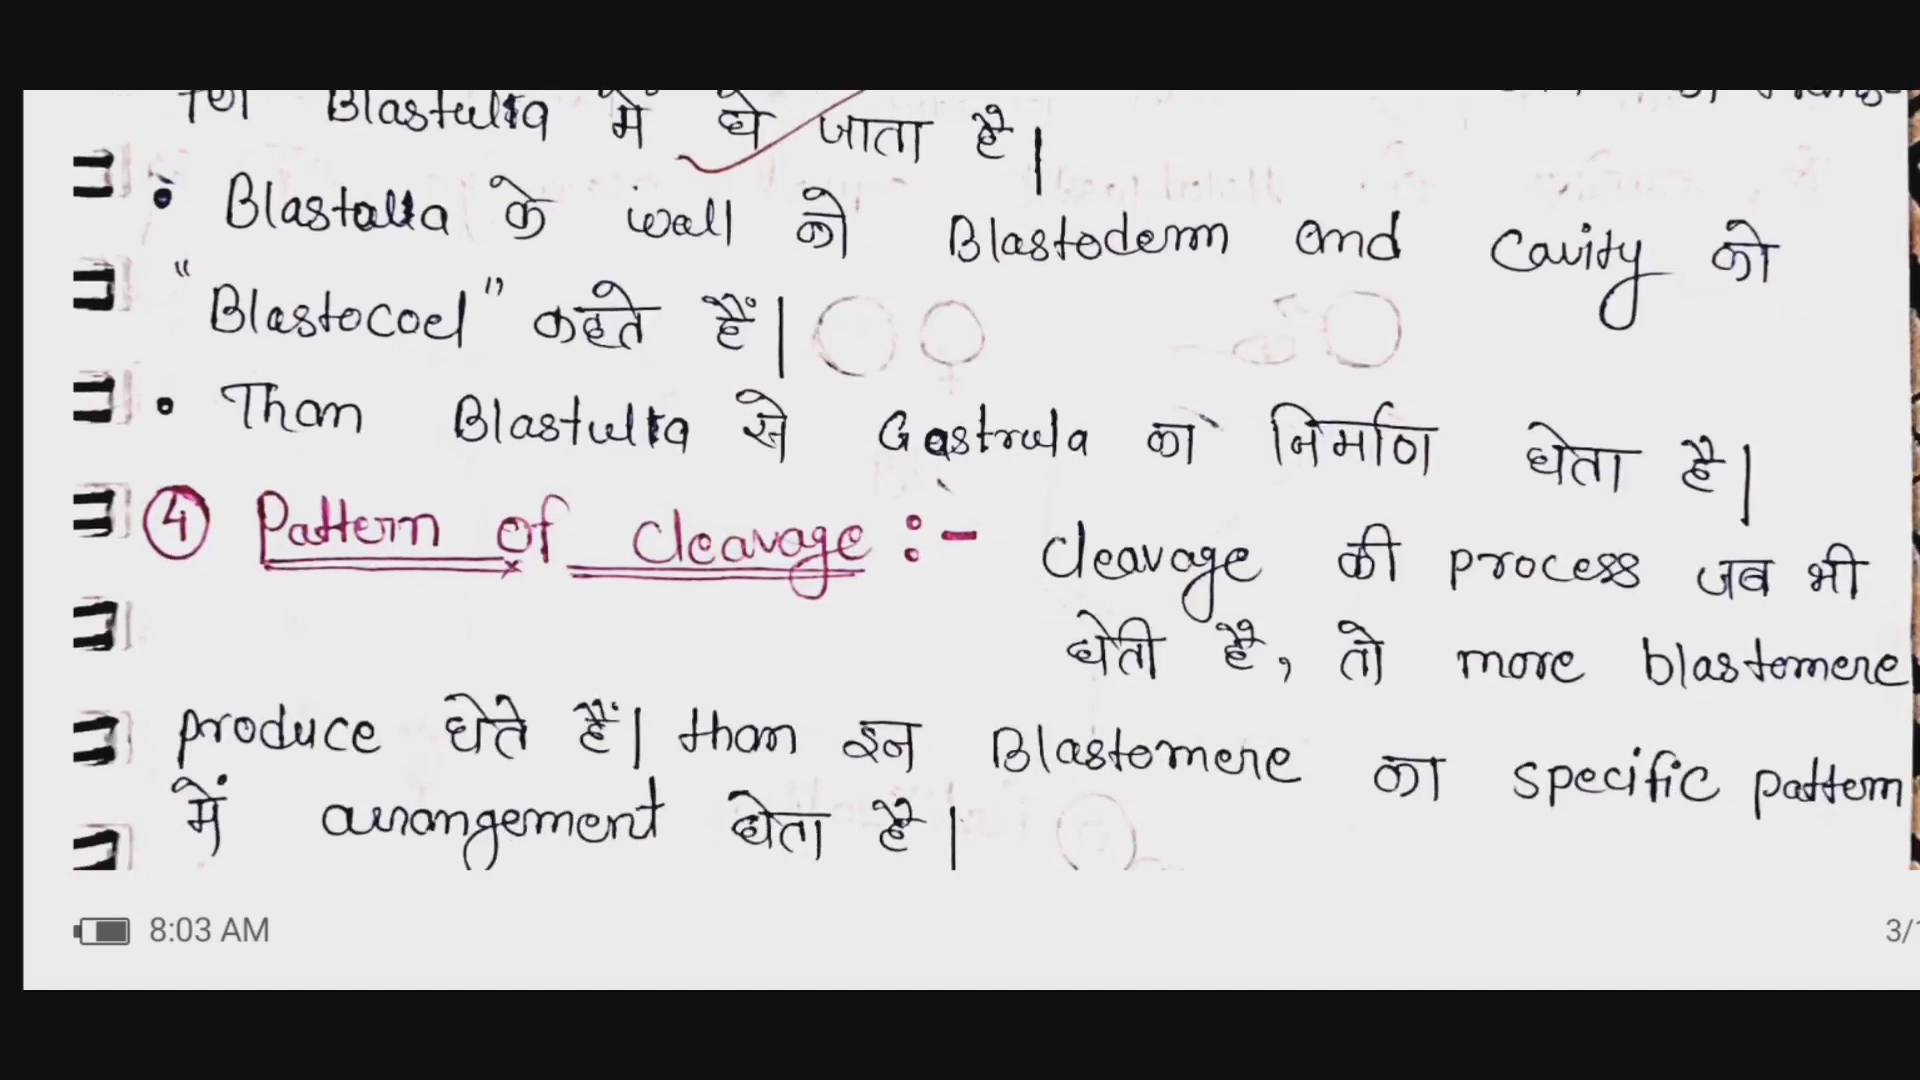 Blastula में हो जाता है|
• Blastula के wall को Blastoderm and Cavity को
"Blastocoel" कहते हैं|
• Than Blastula से Gastrula का निर्माण होता है|
④ Pattern of Cleavage :- Cleavage की process जब भी
होती है, तो more blastomere
produce होते हैं| than इन Blastomere का specific pattern
में arrangement होता है|
8:03 AM
3/